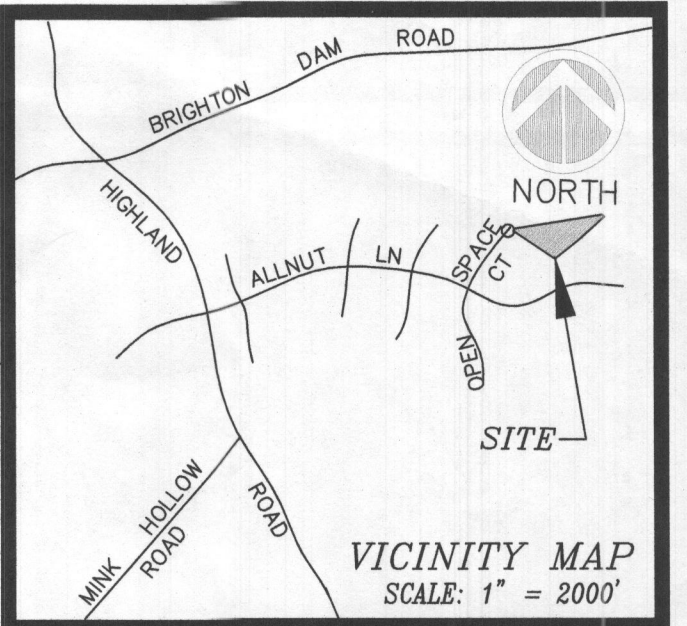 BRIGHTON DAM ROAD
NORTH
HIGHLAND
ROAD
ALLNUT LN
OPEN SPACE CT
SITE
MINK HOLLOW
ROAD
VICINITY MAP
SCALE: 1" = 2000'